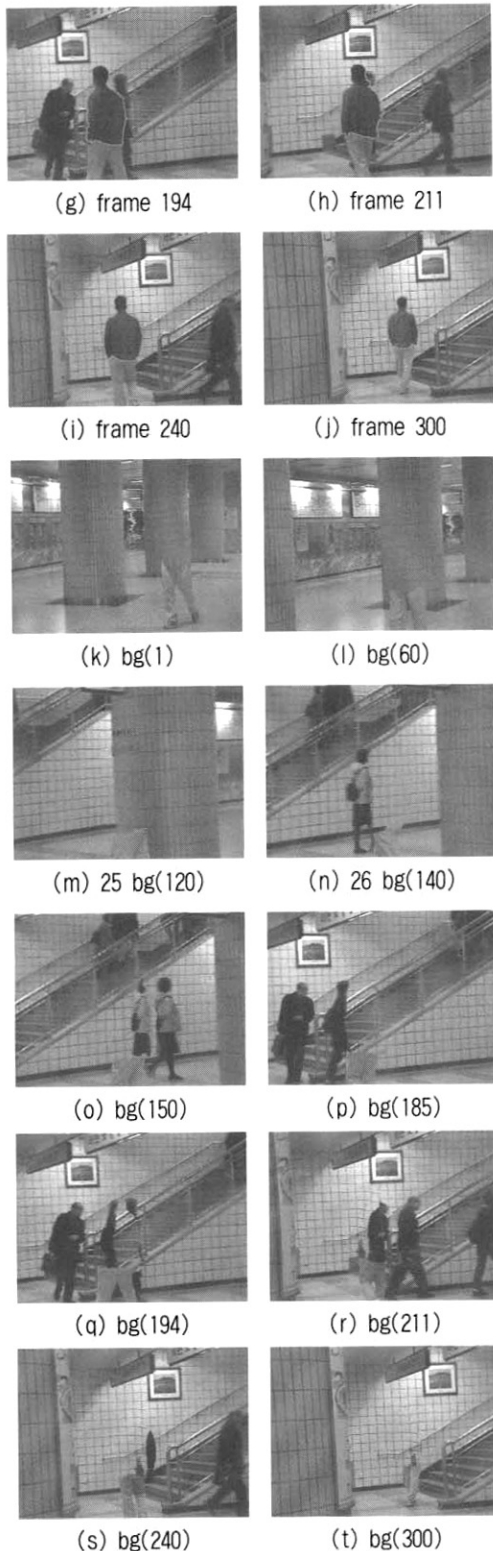 (g) frame 194
(h) frame 211
(i) frame 240
(j) frame 300
(k) bg(1)
(l) bg(60)
(m) 25 bg(120)
(n) 26 bg(140)
(o) bg(150)
(p) bg(185)
(q) bg(194)
(r) bg(211)
(s) bg(240)
(t) bg(300)